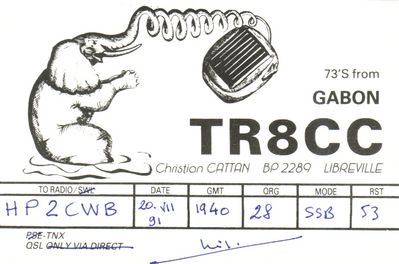 73'S from
GABON
TR8CC
Christian CATTAN BP 2289 LIBREVILLE
TO RADIO/SWL DATE GMT QRG MODE RST
HP2CWB 20.VII 91 1940 28 SSB 53
PSE-TNX
QSL ONLY VIA DIRECT